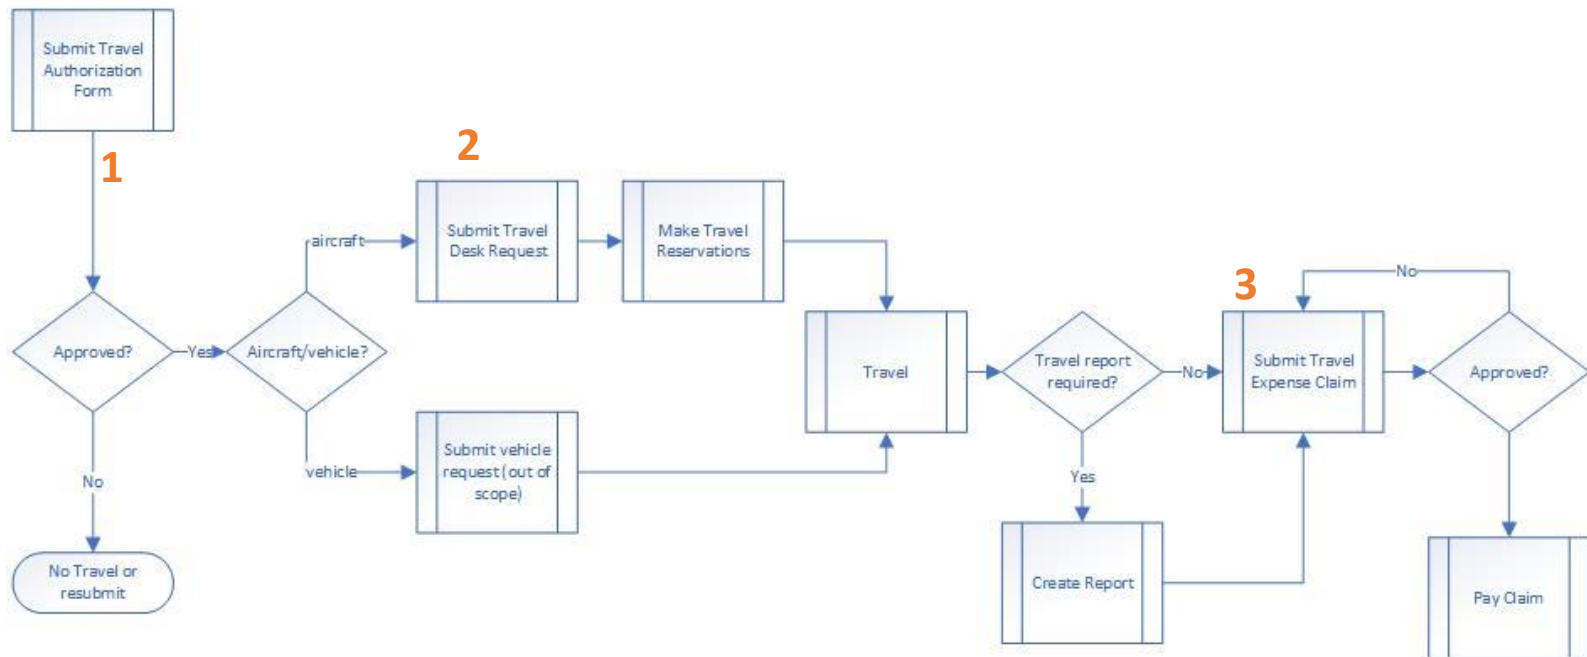 Submit Travel
Authorization
Form
1
Approved?
Yes
No
No Travel or
resubmit
Aircraft/vehicle?
aircraft
vehicle
2
Submit Travel
Desk Request
Make Travel
Reservations
Submit vehicle
request (out of
scope)
Travel
Travel report
required?
No
Yes
Create Report
3
Submit Travel
Expense Claim
No
Approved?
Pay Claim